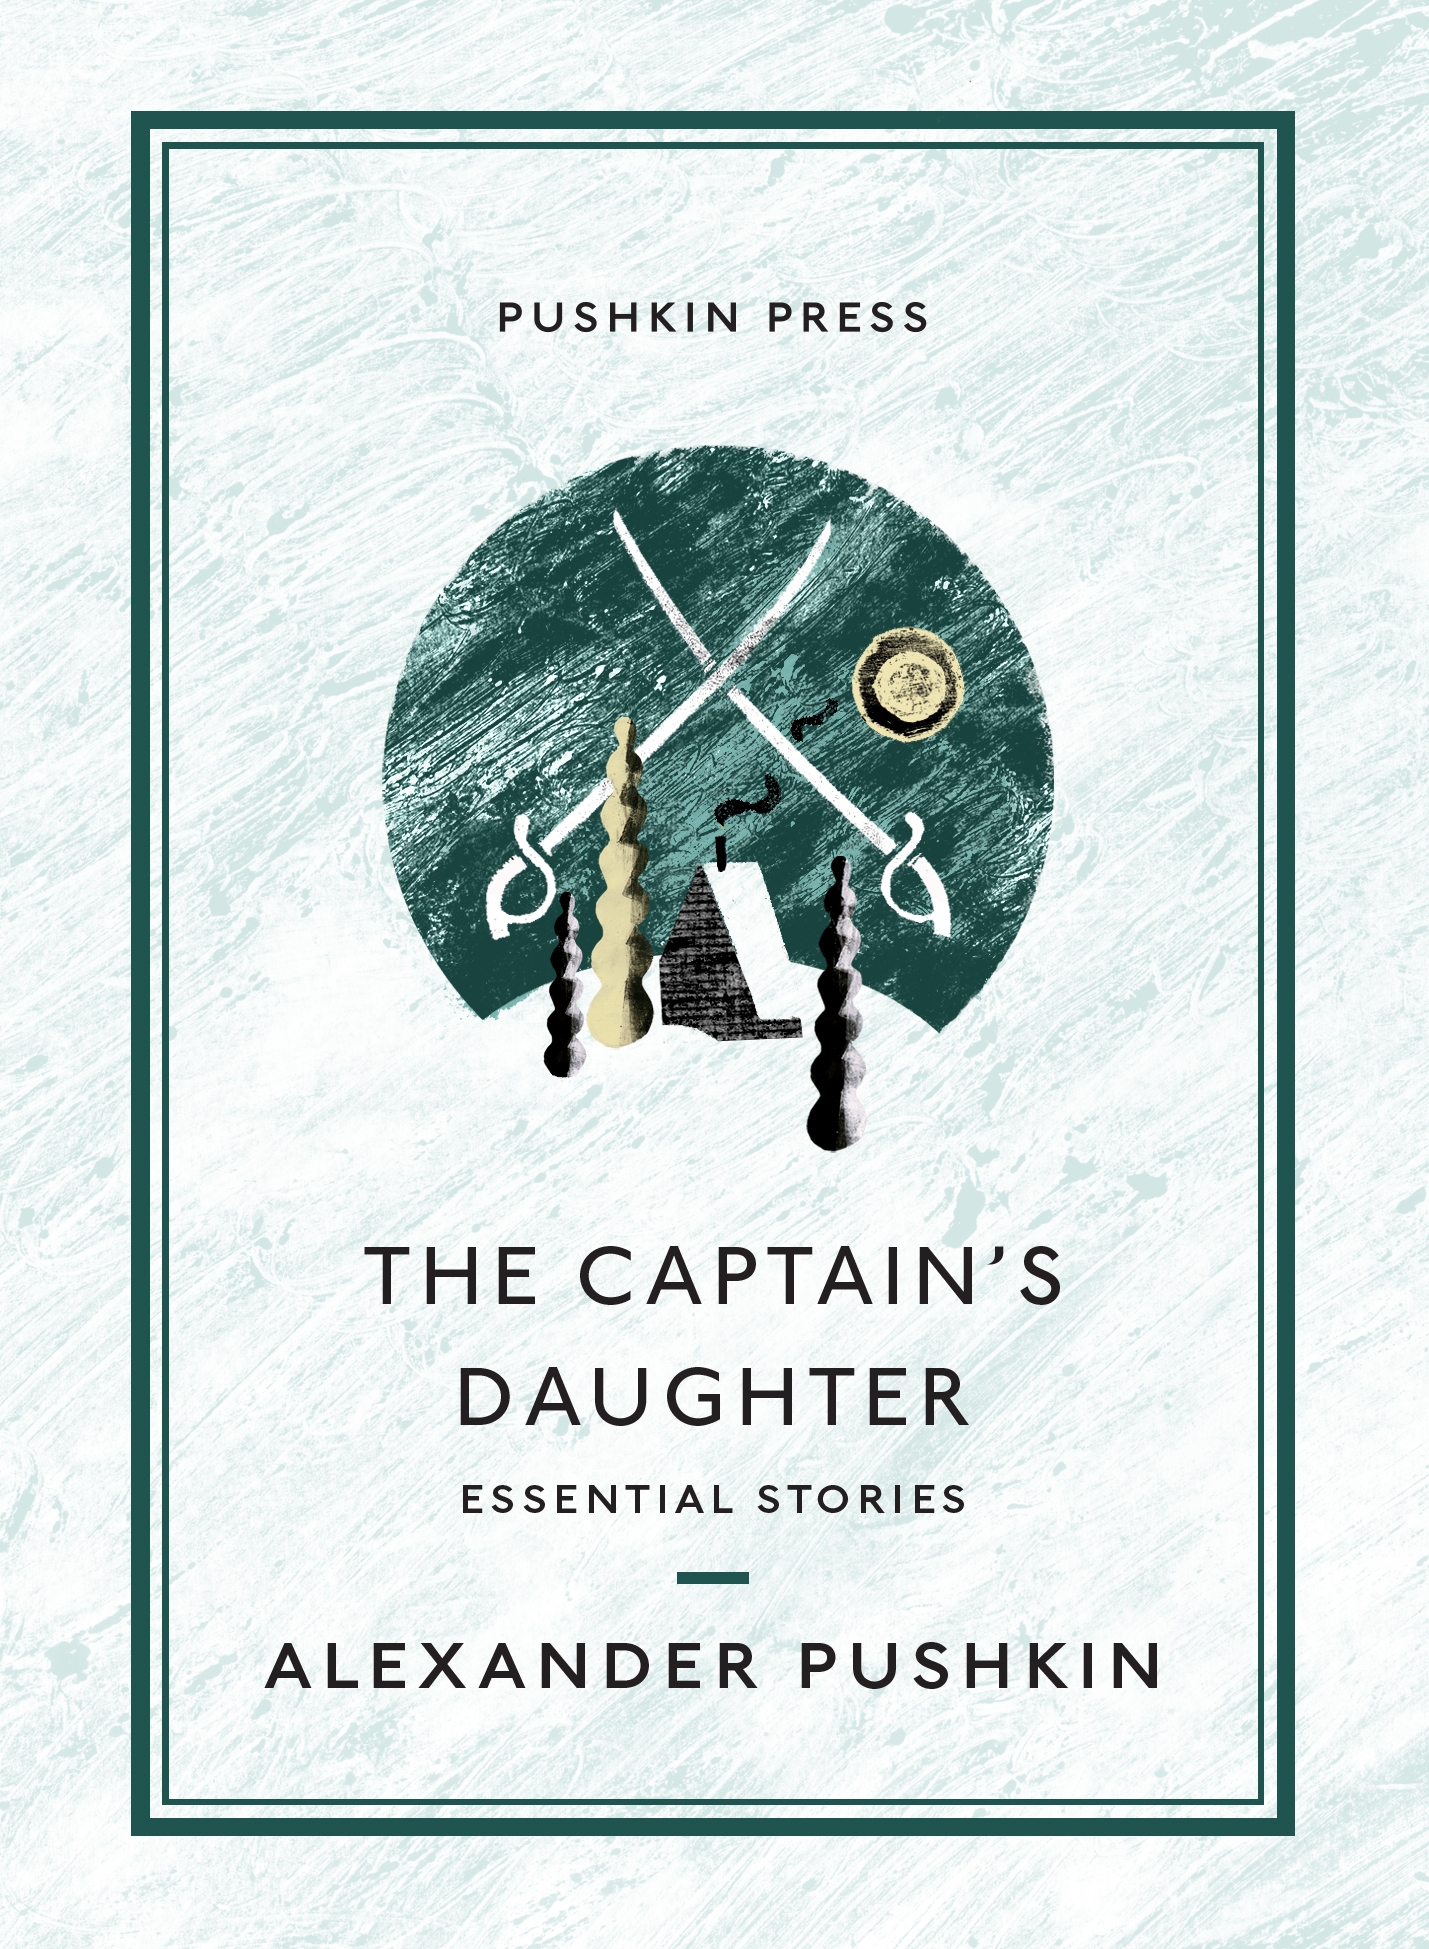 PUSHKIN PRESS
THE CAPTAIN’S
DAUGHTER
ESSENTIAL STORIES
ALEXANDER PUSHKIN